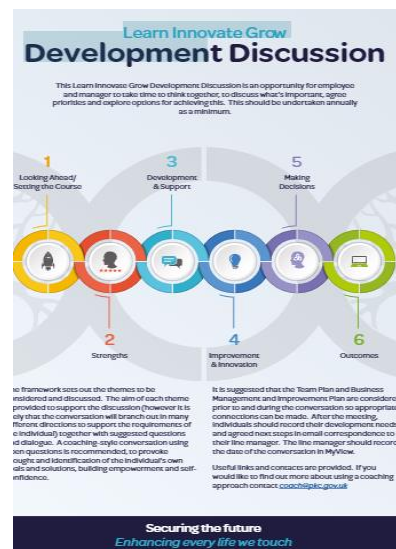 Learn Innovate Grow
Development Discussion
This Learn Innovate Grow Development Discussion is an opportunity for employee
and manager to take time to think together, to discuss what's important, agree
priorities and explore options for achieving this. This should be undertaken annually
as a minimum.
1
Looking Ahead/
Setting the Course
3
Development
& Support
5
Making
Decisions
2
Strengths
4
Improvement
& Innovation
6
Outcomes
he framework sets out the themes to be
nsidered and discussed. The aim of each theme
provided to support the discussion (however it is
ely that the conversation will branch out in many
fferent directions to support the requirements of
e individual) together with suggested questions
d dialogue. A coaching-style conversation using
en questions is recommended, to provoke
ought and identification of the individual's own
als and solutions, building empowerment and self-
nfidence.
It is suggested that the Team Plan and Business
Management and Improvement Plan are considere
prior to and during the conversation so appropriate
connections can be made. After the meeting,
individuals should record their development needs
and agreed next steps in email correspondence to
their line manager. The line manager should record
the date of the conversation in MyView.
Useful links and contacts are provided. If you
would like to find out more about using a coaching
approach contact coach@pkc.gov.uk
Securing the future
Enhancing every life we touch